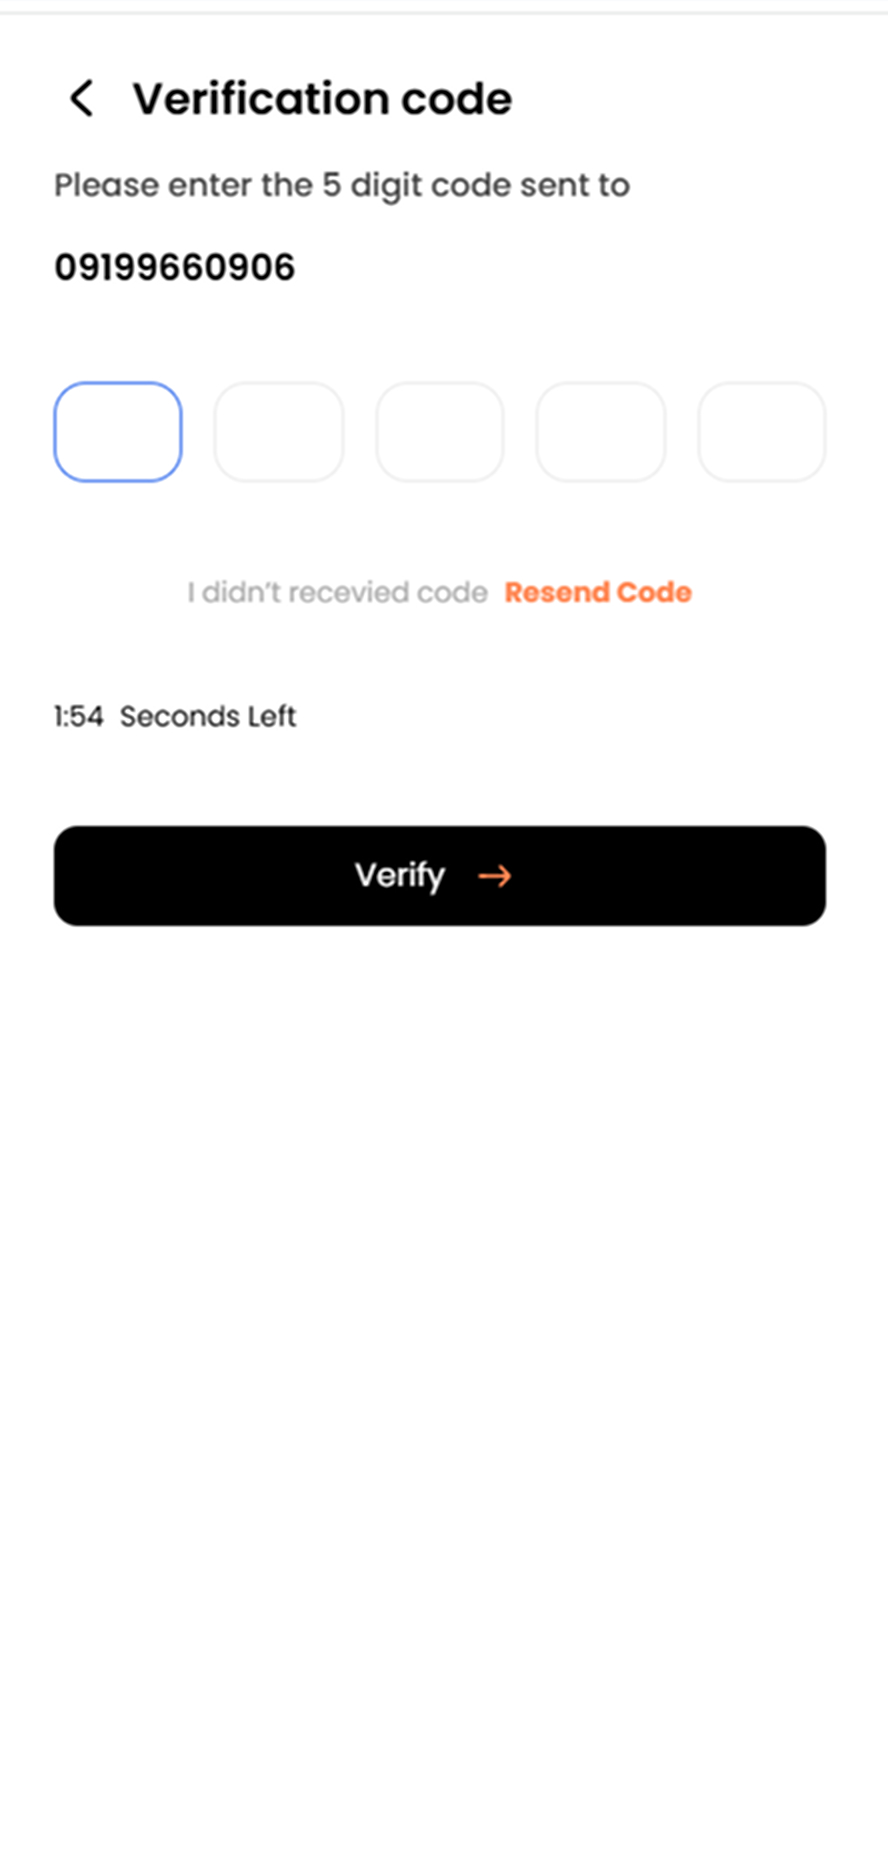 Verification code
Please enter the 5 digit code sent to
09199660906
I didn't recevied code Resend Code
1:54 Seconds Left
Verify →